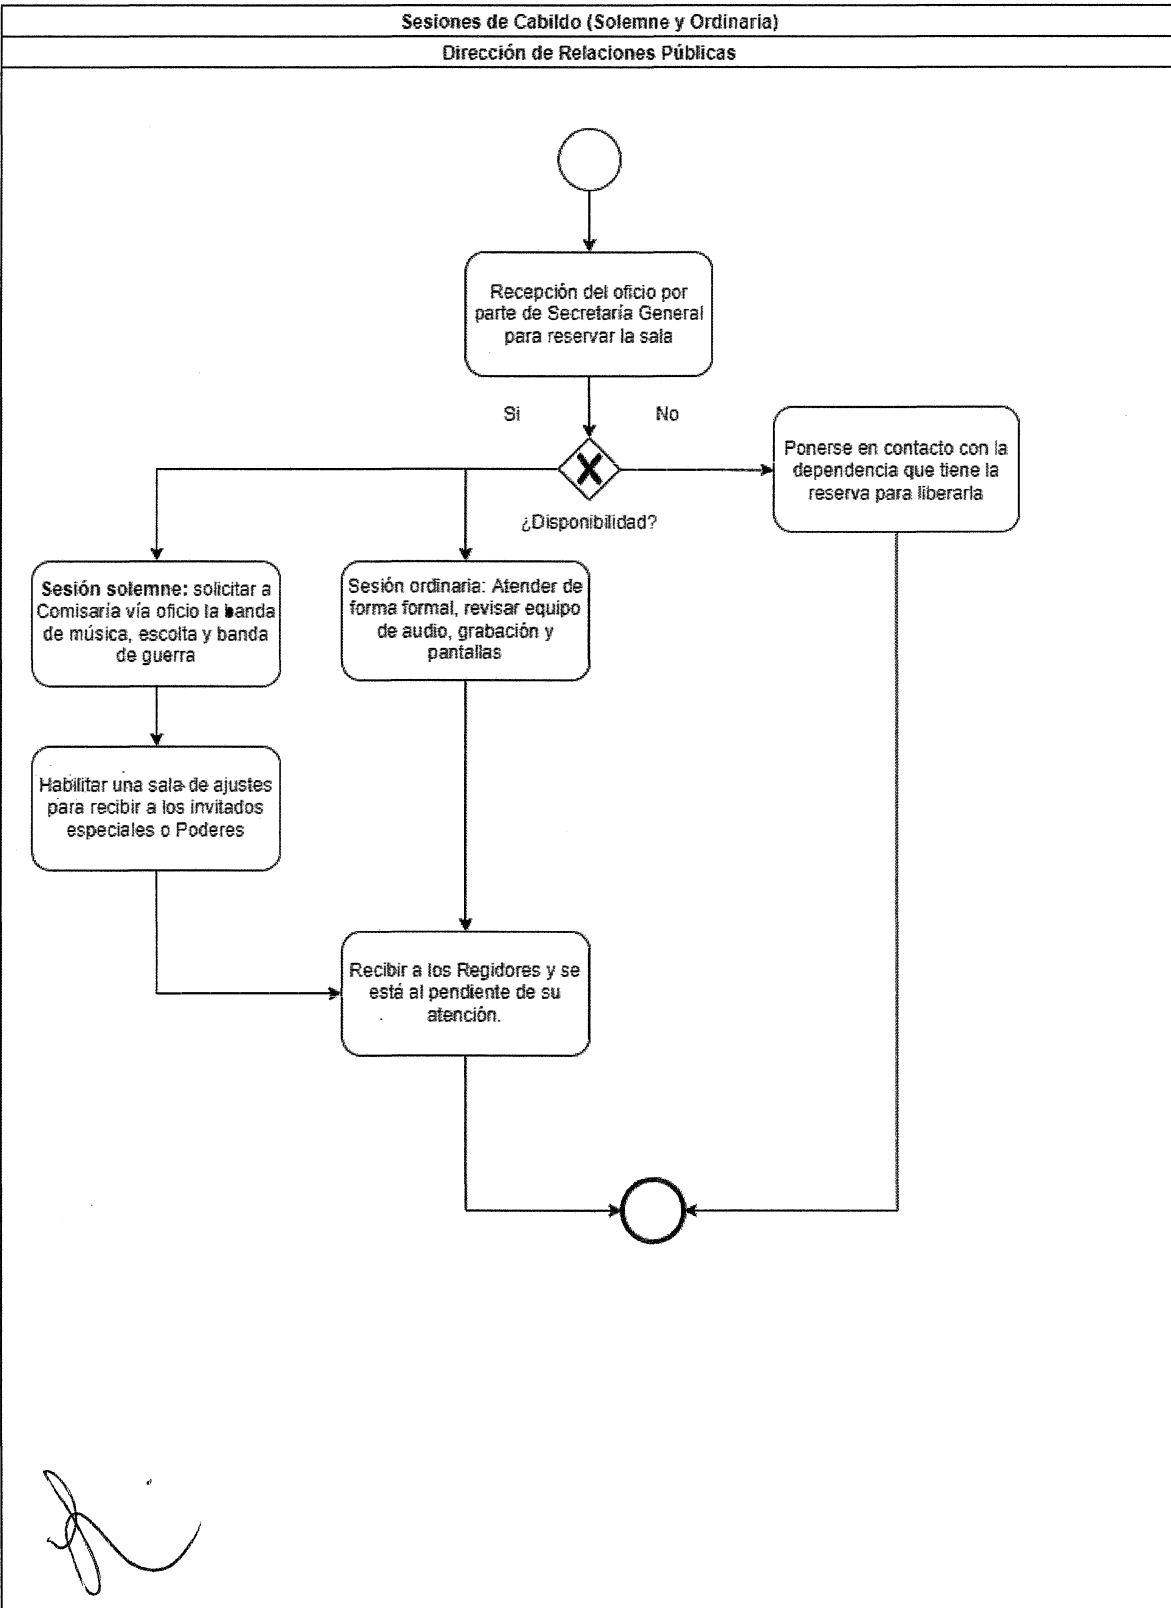 Sesiones de Cabildo (Solemne y Ordinaria)
Dirección de Relaciones Públicas
Recepción del oficio por
parte de Secretaría General
para reservar la sala
Si
No
¿Disponibilidad?
Ponerse en contacto con la
dependencia que tiene la
reserva para liberarla
Sesión solemne: solicitar a
Comisaría vía oficio la banda
de música, escolta y banda
de guerra
Sesión ordinaria: Atender de
forma formal, revisar equipo
de audio, grabación y
pantallas
Habilitar una sala de ajustes
para recibir a los invitados
especiales o Poderes
Recibir a los Regidores y se
está al pendiente de su
atención.